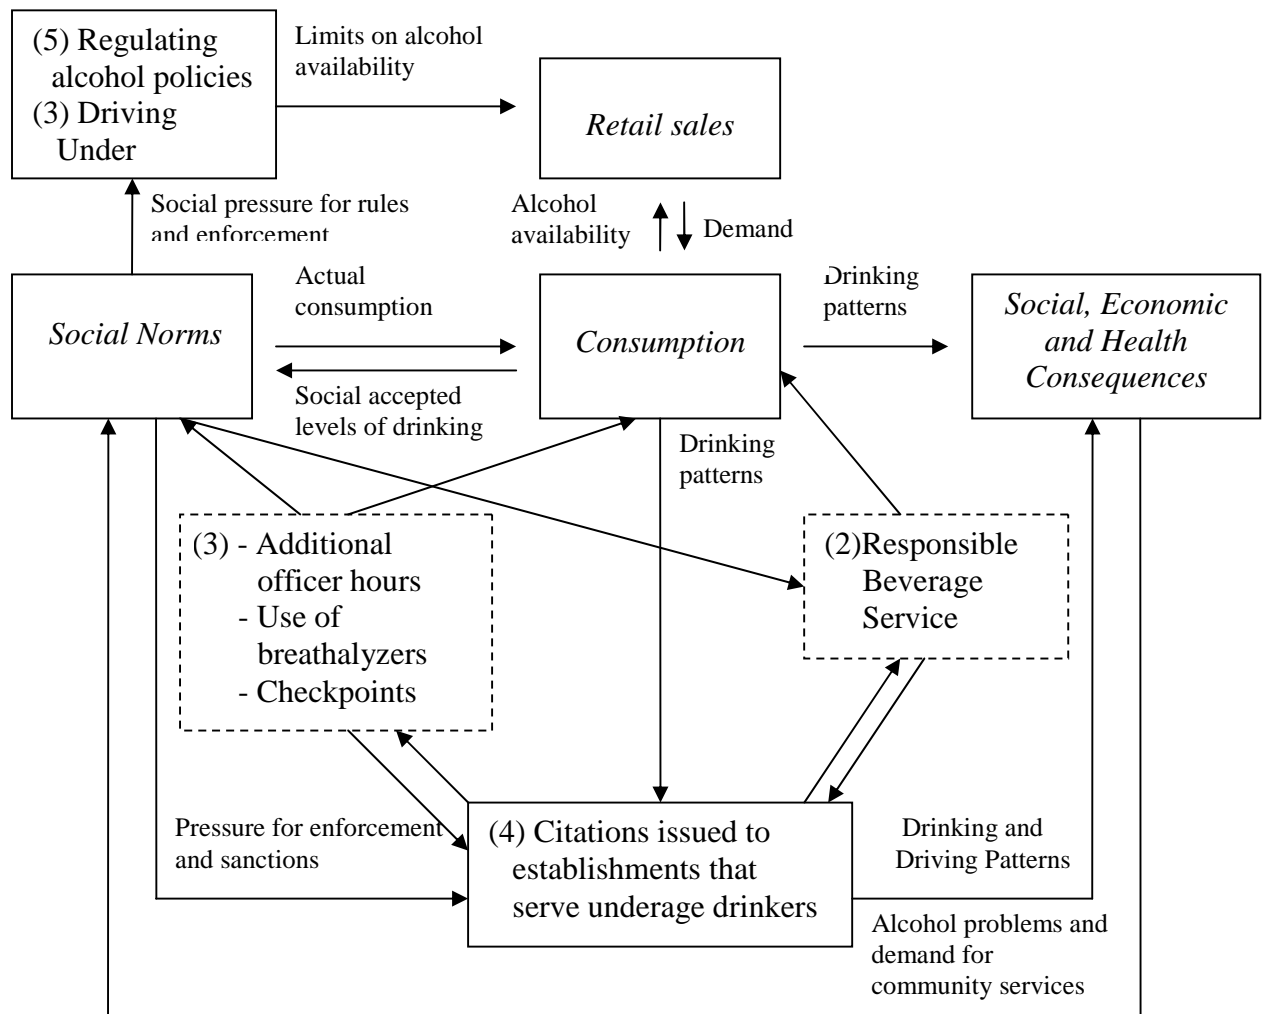 (5) Regulating
alcohol policies
(3) Driving
Under
Limits on alcohol
availability
Retail sales
Social pressure for rules
and enforcement
Alcohol
availability
Demand
Social Norms
Actual
consumption
Social accepted
levels of drinking
Consumption
Drinking
patterns
Social, Economic
and Health
Consequences
Drinking
patterns
(3) - Additional
officer hours
- Use of
breathalyzers
- Checkpoints
(2)Responsible
Beverage
Service
Pressure for enforcement
and sanctions
(4) Citations issued to
establishments that
serve underage drinkers
Drinking and
Driving Patterns
Alcohol problems and
demand for
community services